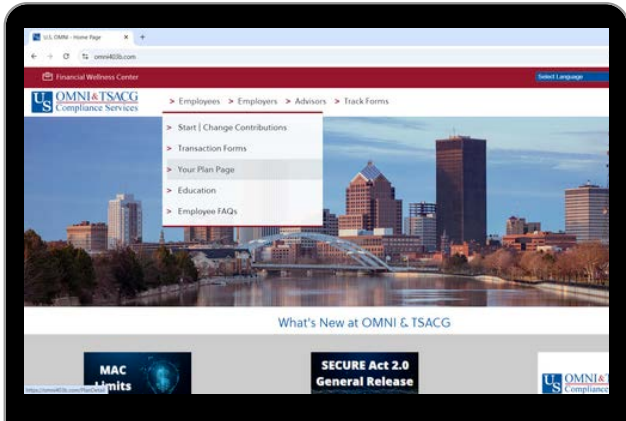 U.S. OMNI - Home Page
omni403b.com
Financial Wellness Center
Select Language
US OMNI & TSACG
Compliance Services
> Employees > Employers > Advisors > Track Forms
> Start | Change Contributions
> Transaction Forms
> Your Plan Page
> Education
> Employee FAQs
What's New at OMNI & TSACG
MAC
Limits
SECURE Act 2.0
General Release
US OMNI &
Compliance